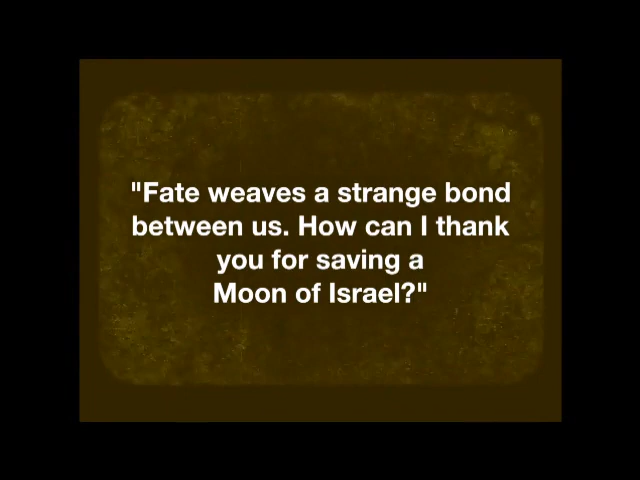 "Fate weaves a strange bond
between us. How can I thank
you for saving a
Moon of Israel?"